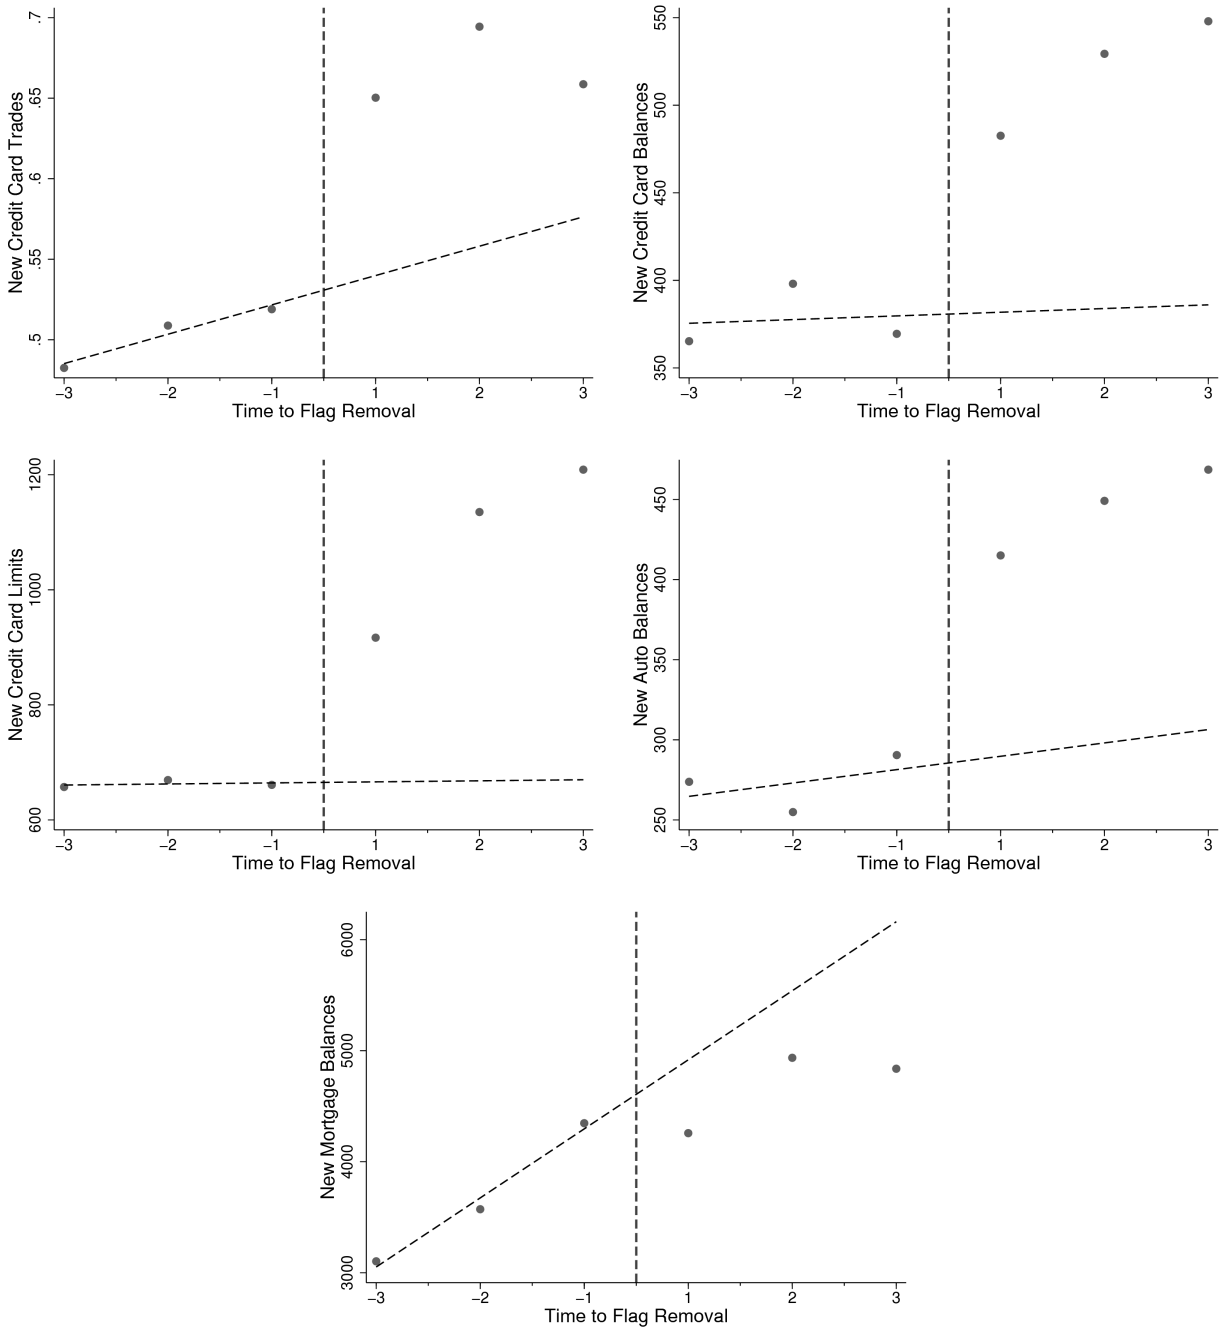 New Credit Card Trades
.7
.65
.6
.55
.5
−3 −2 −1 1 2 3
Time to Flag Removal
New Credit Card Balances
550
500
450
400
350
−3 −2 −1 1 2 3
Time to Flag Removal
New Credit Card Limits
1200
1000
800
600
−3 −2 −1 1 2 3
Time to Flag Removal
New Auto Balances
450
400
350
300
250
−3 −2 −1 1 2 3
Time to Flag Removal
New Mortgage Balances
6000
5000
4000
3000
−3 −2 −1 1 2 3
Time to Flag Removal